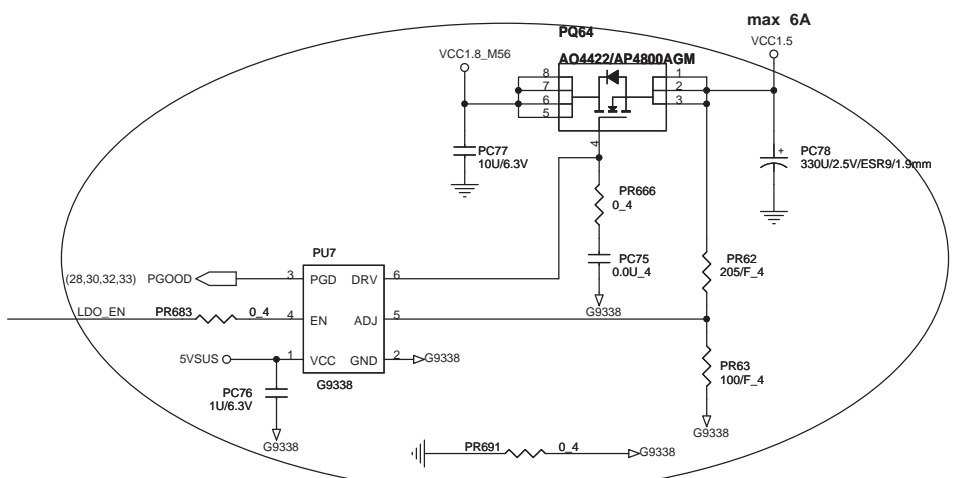 max 6A
PQ64
VCC1.5
VCC1.8_M56
AO4422/AP4800AGM
8
7
6
5
1
2
3
4
PC77
10U/6.3V
+
PC78
330U/2.5V/ESR9/1.9mm
PR666
0_4
PU7
PC75
0.0U_4
PR62
205/F_4
(28,30,32,33)
PGOOD
3
PGD
DRV
6
G9338
LDO_EN
PR683
0_4
4
EN
ADJ
5
5VSUS
1
VCC
GND
2
G9338
PR63
100/F_4
G9338
PC76
1U/6.3V
G9338
G9338
PR691
0_4
G9338